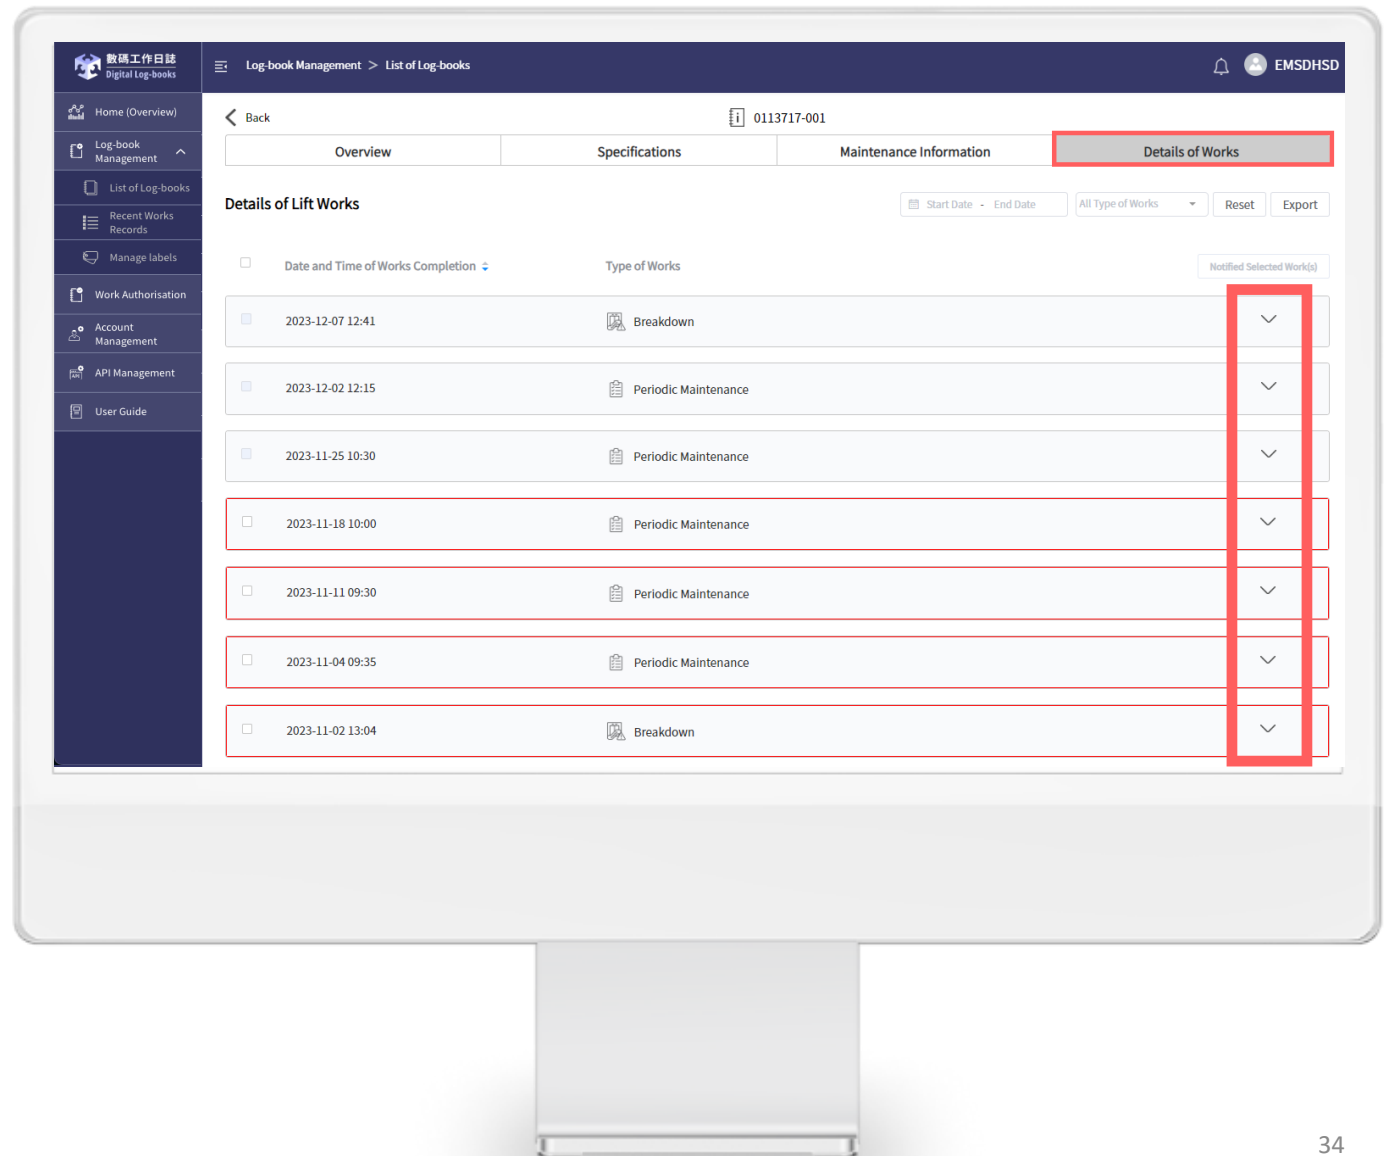 數碼工作日誌
Digital Log-books
Log-book Management > List of Log-books
EMSDHSD
Home (Overview)
Log-book
Management
List of Log-books
Recent Works
Records
Manage labels
Work Authorisation
Account
Management
API Management
User Guide
Back
0113717-001
Overview
Specifications
Maintenance Information
Details of Works
Details of Lift Works
Start Date - End Date
All Type of Works
Reset
Export
Date and Time of Works Completion
Type of Works
Notified Selected Work(s)
2023-12-07 12:41
Breakdown
2023-12-02 12:15
Periodic Maintenance
2023-11-25 10:30
Periodic Maintenance
2023-11-18 10:00
Periodic Maintenance
2023-11-11 09:30
Periodic Maintenance
2023-11-04 09:35
Periodic Maintenance
2023-11-02 13:04
Breakdown
34